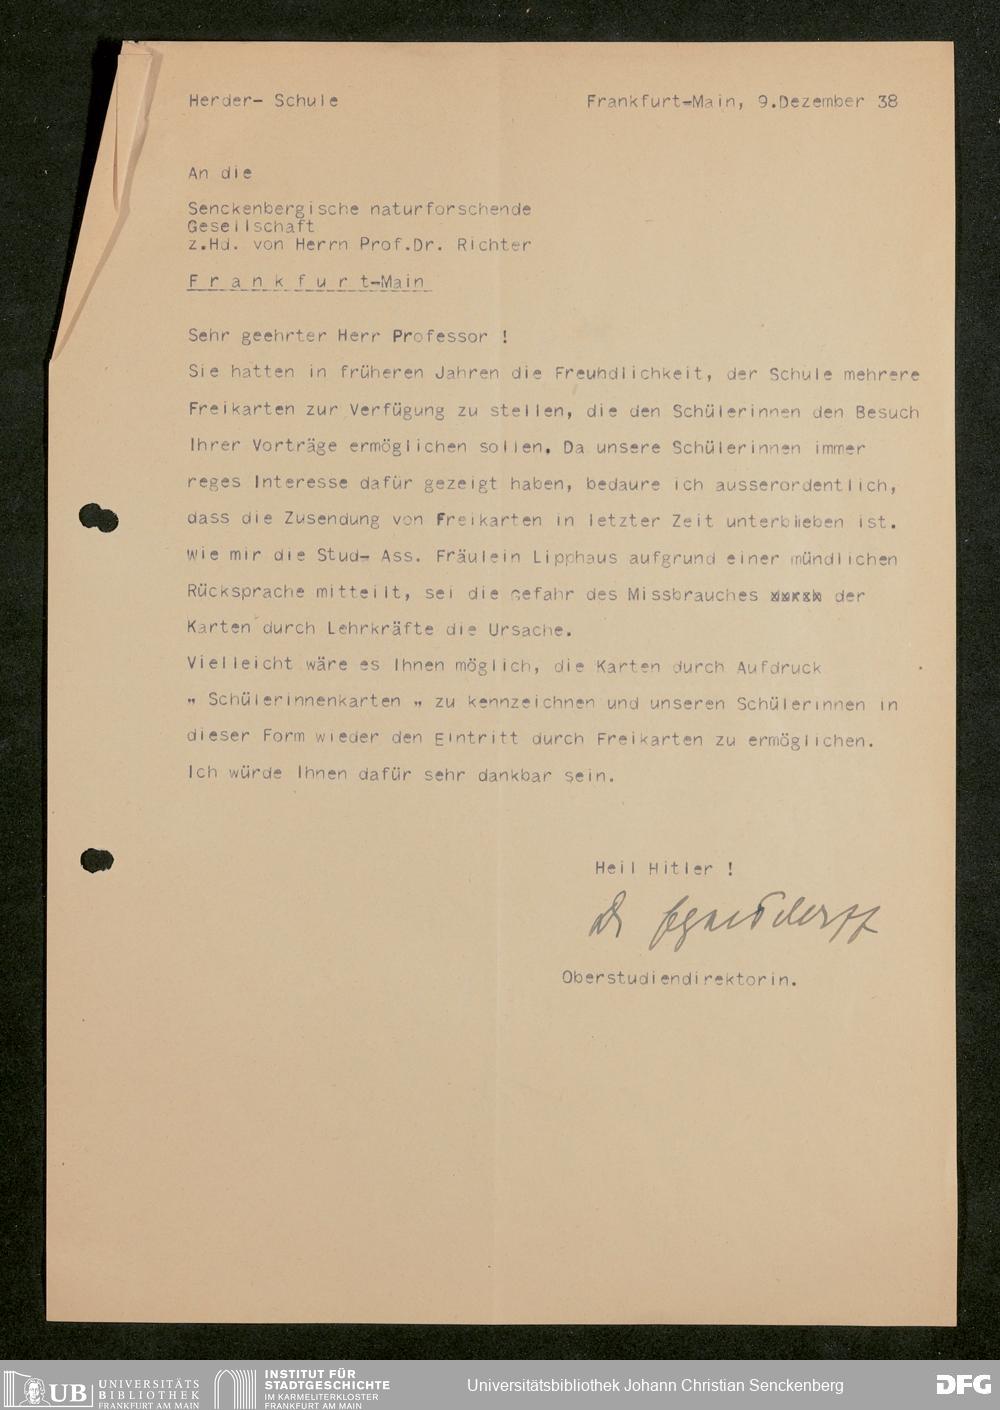 Herder- Schule
Frankfurt-Main, 9.Dezember 38
An die
Senckenbergische naturforschende
Gesellschaft
z.Hd. von Herrn Prof.Dr. Richter
F r a n k f u r t-Main
Sehr geehrter Herr Professor !
Sie hatten in früheren Jahren die Freundlichkeit, der Schule mehrere
Freikarten zur Verfügung zu stellen, die den Schülerinnen den Besuch
Ihrer Vorträge ermöglichen sollen. Da unsere Schülerinnen immer
reges Interesse dafür gezeigt haben, bedaure ich ausserordentlich,
dass die Zusendung von Freikarten in letzter Zeit unterblieben ist.
Wie mir die Stud- Ass. Fräulein Lipphaus aufgrund einer mündlichen
Rücksprache mitteilt, sei die Gefahr des Missbrauches der
Karten durch Lehrkräfte die Ursache.
Vielleicht wäre es Ihnen möglich, die Karten durch Aufdruck
" Schülerinnenkarten " zu kennzeichnen und unseren Schülerinnen in
dieser Form wieder den Eintritt durch Freikarten zu ermöglichen.
Ich würde Ihnen dafür sehr dankbar sein.
Heil Hitler !
Dr
Oberstudiendirektorin.
UB UNIVERSITÄTS
BIBLIOTHEK
FRANKFURT AM MAIN
INSTITUT FÜR
STADTGESCHICHTE
IM KARMELITERKLOSTER
FRANKFURT AM MAIN
Universitätsbibliothek Johann Christian Senckenberg
DFG